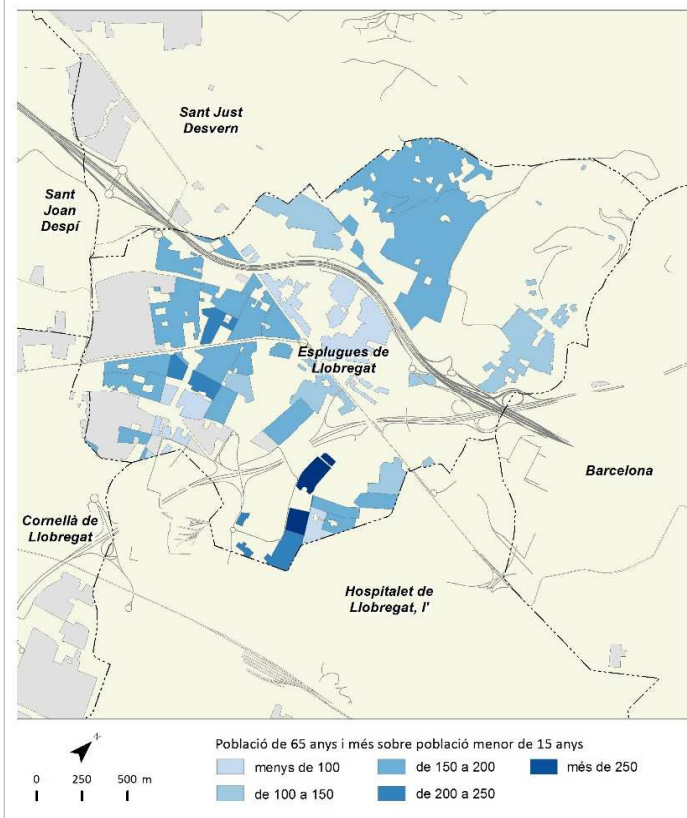 Sant Just
Desvern
Sant
Joan
Despí
Esplugues de
Llobregat
Barcelona
Cornellà de
Llobregat
Hospitalet de
Llobregat, l'
N
0 250 500 m
Població de 65 anys i més sobre població menor de 15 anys
menys de 100
de 150 a 200
més de 250
de 100 a 150
de 200 a 250